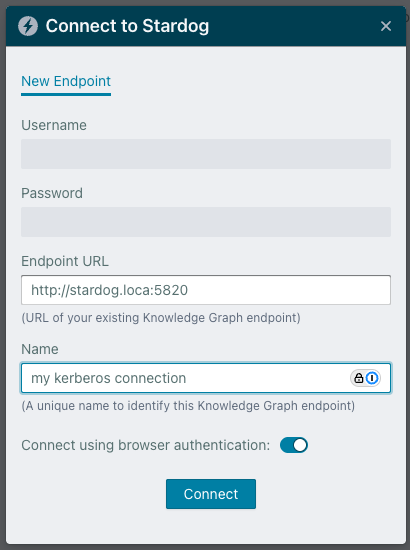 Connect to Stardog
New Endpoint
Username
Password
Endpoint URL
http://stardog.loca:5820
(URL of your existing Knowledge Graph endpoint)
Name
my kerberos connection
(A unique name to identify this Knowledge Graph endpoint)
Connect using browser authentication:
Connect